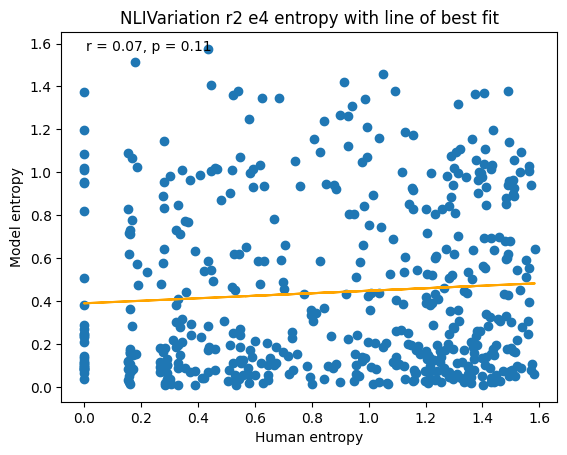 NLIVariation r2 e4 entropy with line of best fit
r = 0.07, p = 0.11
Model entropy
1.6
1.4
1.2
1.0
0.8
0.6
0.4
0.2
0.0
0.0 0.2 0.4 0.6 0.8 1.0 1.2 1.4 1.6
Human entropy